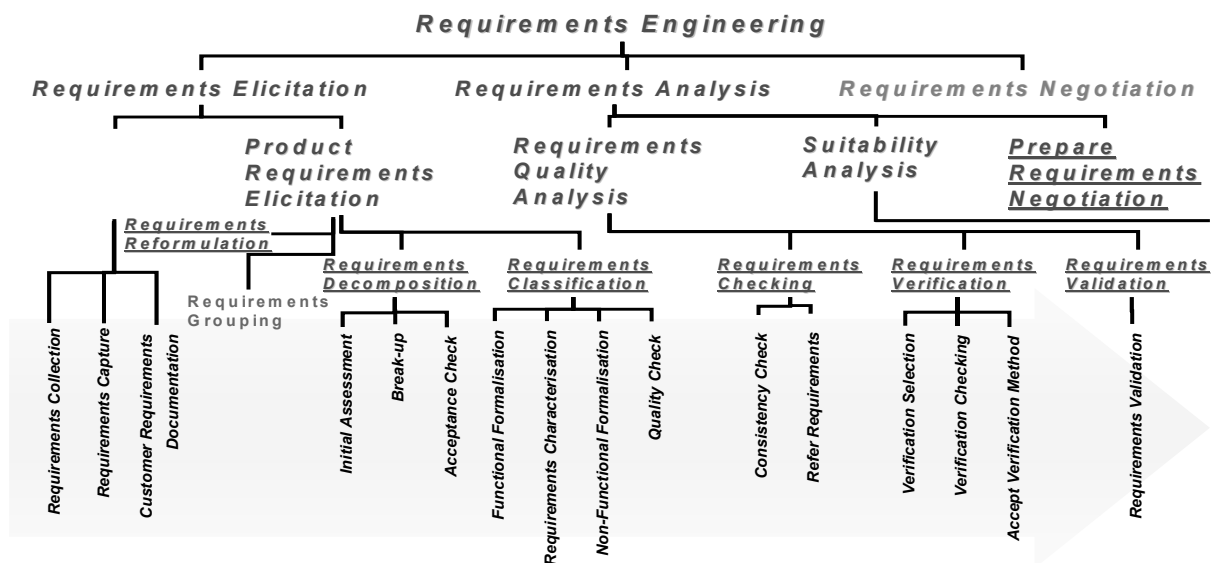 Requirements Engineering
Requirements Elicitation
Requirements Analysis
Requirements Negotiation
Product
Requirements
Elicitation
Requirements
Quality
Analysis
Suitability
Analysis
Prepare
Requirements
Negotiation
Requirements
Reformulation
Requirements
Grouping
Requirements
Decomposition
Requirements
Classification
Requirements
Checking
Requirements
Verification
Requirements
Validation
Requirements Collection
Requirements Capture
Customer Requirements
Documentation
Initial Assessment
Break-up
Acceptance Check
Functional Formalisation
Requirements Characterisation
Non-Functional Formalisation
Quality Check
Consistency Check
Refer Requirements
Verification Selection
Verification Checking
Accept Verification Method
Requirements Validation